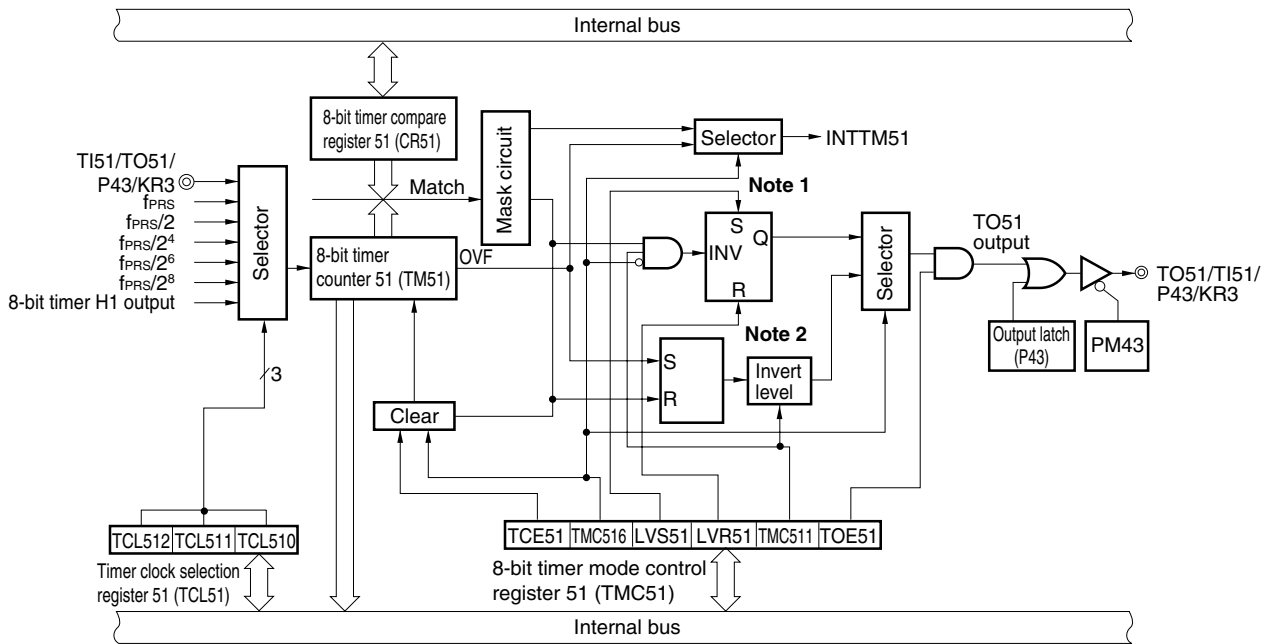 Internal bus
8-bit timer compare
register 51 (CR51)
Mask circuit
Selector
INTTM51
TI51/TO51/
P43/KR3
fPRS
fPRS/2
fPRS/2⁴
fPRS/2⁶
fPRS/2⁸
8-bit timer H1 output
Selector
Match
Note 1
S
Q
INV
R
8-bit timer
counter 51 (TM51)
OVF
Selector
TO51
output
TO51/TI51/
P43/KR3
Output latch
(P43)
PM43
Note 2
S
R
Invert
level
3
Clear
TCL512
TCL511
TCL510
Timer clock selection
register 51 (TCL51)
TCE51
TMC516
LVS51
LVR51
TMC511
TOE51
8-bit timer mode control
register 51 (TMC51)
Internal bus